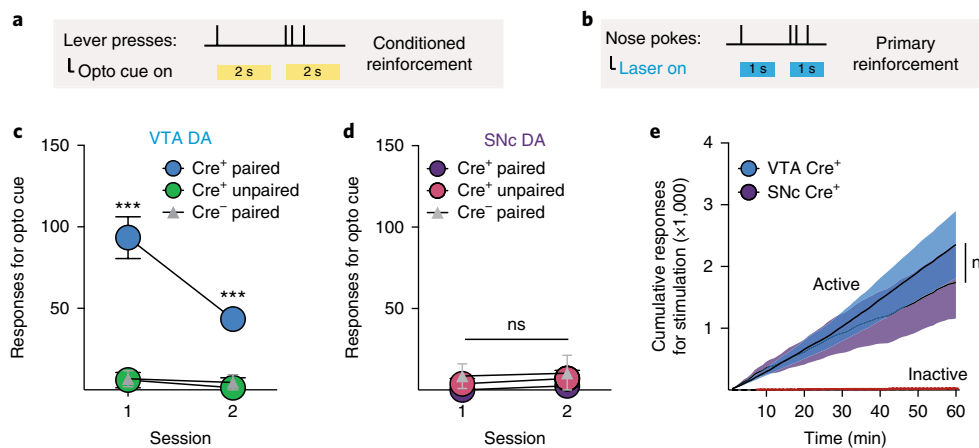 a
Lever presses:
Opto cue on
2 s
2 s
Conditioned
reinforcement
b
Nose pokes:
Laser on
1 s
1 s
Primary
reinforcement
c
VTA DA
150
100
50
Responses for opto cue
Cre+ paired
Cre+ unpaired
Cre− paired
***
***
1
2
Session
d
SNc DA
150
100
50
Responses for opto cue
Cre+ paired
Cre+ unpaired
Cre− paired
ns
1
2
Session
e
4
3
2
1
Cumulative responses
for stimulation (×1,000)
VTA Cre+
SNc Cre+
Active
Inactive
10 20 30 40 50 60
Time (min)